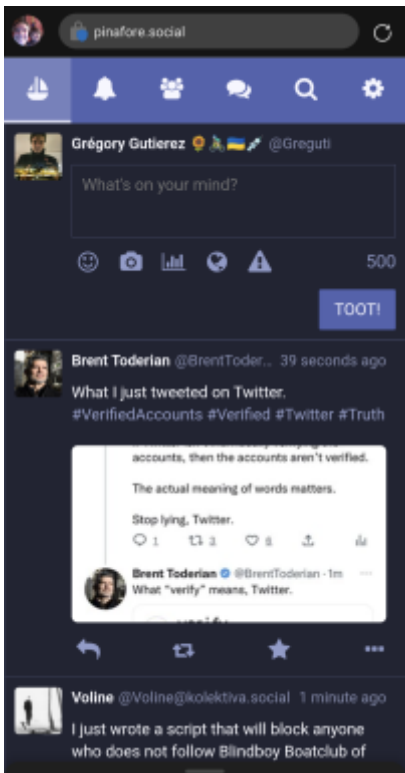 pinafore.social
Grégory Gutierez @Greguti
What's on your mind?
500
TOOT!
Brent Toderian @BrentToder... 39 seconds ago
What I just tweeted on Twitter.
#VerifiedAccounts #Verified #Twitter #Truth
accounts, then the accounts aren't verified.
The actual meaning of words matters.
Stop lying, Twitter.
Brent Toderian @BrentToderian · 1m
What "verify" means, Twitter.
verify
Voline @Voline@kolektiva.social 1 minute ago
I just wrote a script that will block anyone
who does not follow Blindboy Boatclub of